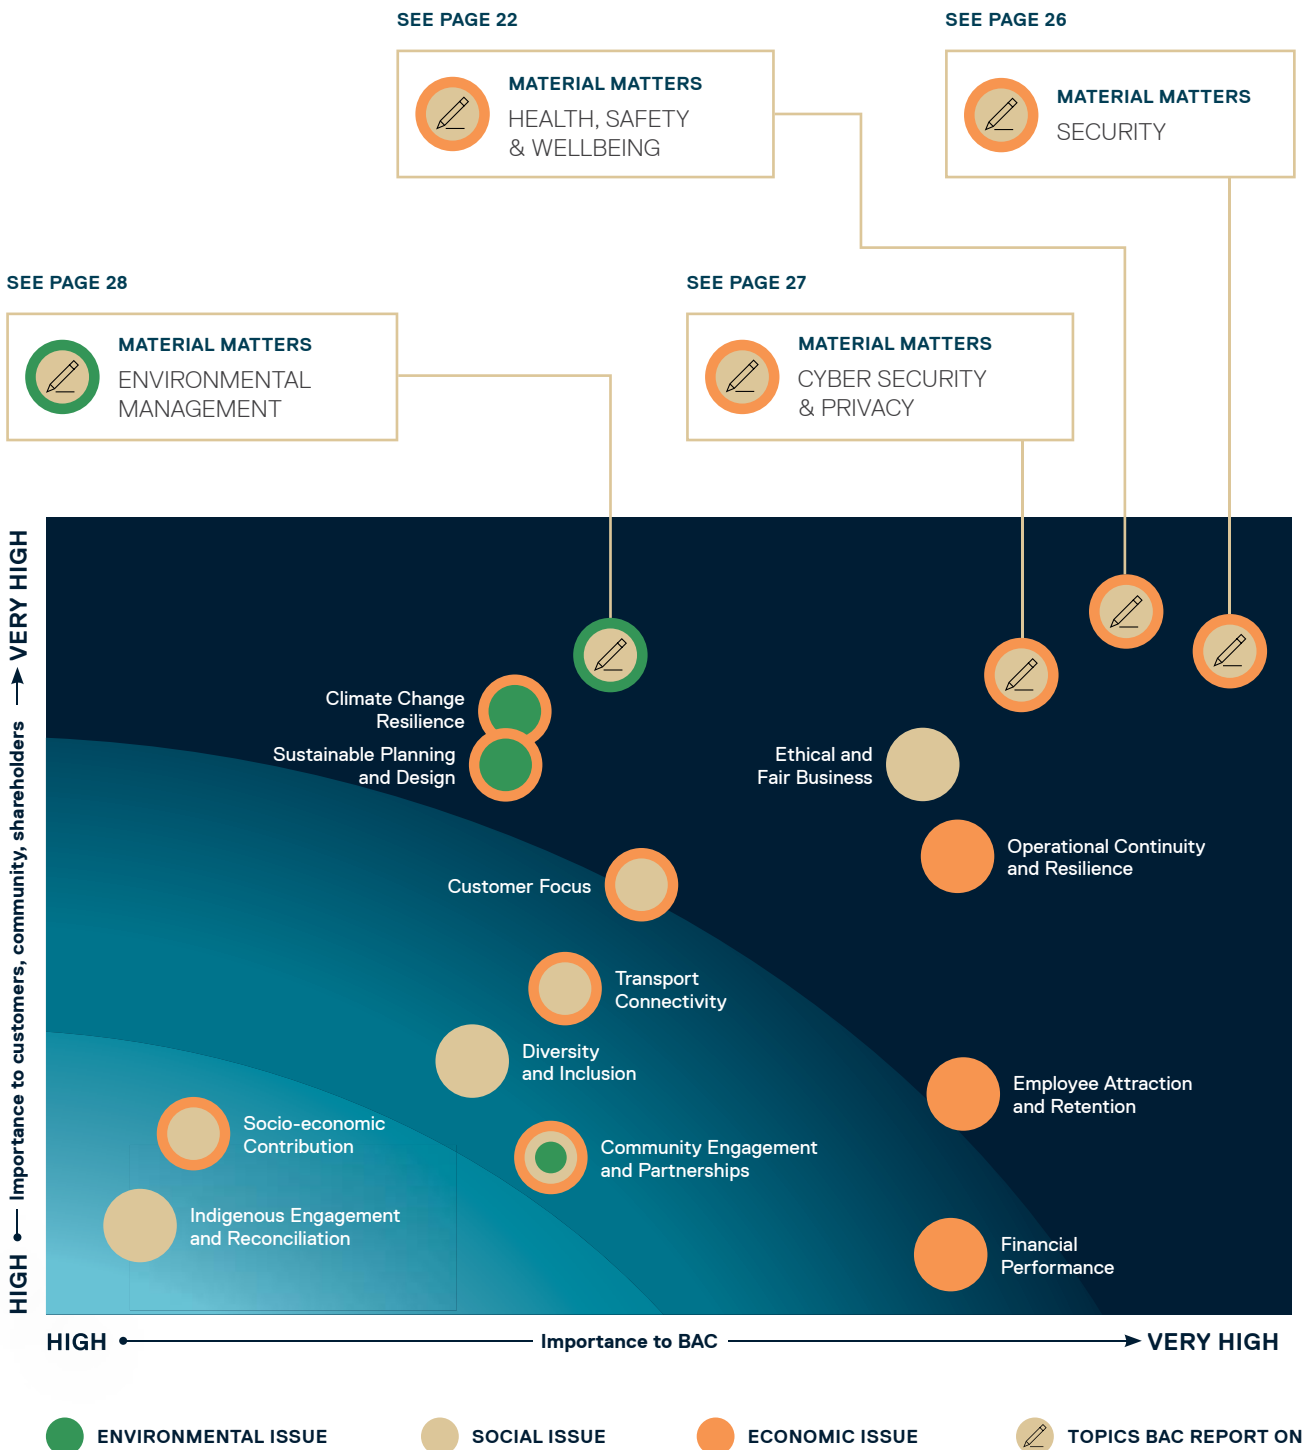 SEE PAGE 22
MATERIAL MATTERS
HEALTH, SAFETY
& WELLBEING
SEE PAGE 26
MATERIAL MATTERS
SECURITY
SEE PAGE 28
MATERIAL MATTERS
ENVIRONMENTAL
MANAGEMENT
SEE PAGE 27
MATERIAL MATTERS
CYBER SECURITY
& PRIVACY
HIGH
Importance to customers, community, shareholders
VERY HIGH
Climate Change
Resilience
Sustainable Planning
and Design
Ethical and
Fair Business
Operational Continuity
and Resilience
Customer Focus
Transport
Connectivity
Diversity
and Inclusion
Employee Attraction
and Retention
Socio-economic
Contribution
Community Engagement
and Partnerships
Indigenous Engagement
and Reconciliation
Financial
Performance
HIGH
Importance to BAC
VERY HIGH
ENVIRONMENTAL ISSUE
SOCIAL ISSUE
ECONOMIC ISSUE
TOPICS BAC REPORT ON